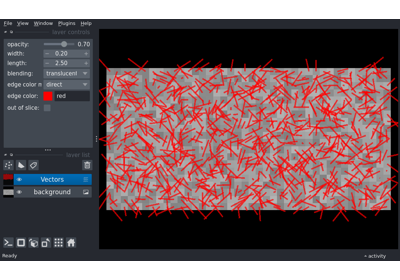 File View Window Plugins Help
layer controls
opacity: 0.70
width: 0.20
length: 2.50
blending: translucent
edge color m direct
edge color: red
out of slice:
layer list
Vectors
background
Ready activity